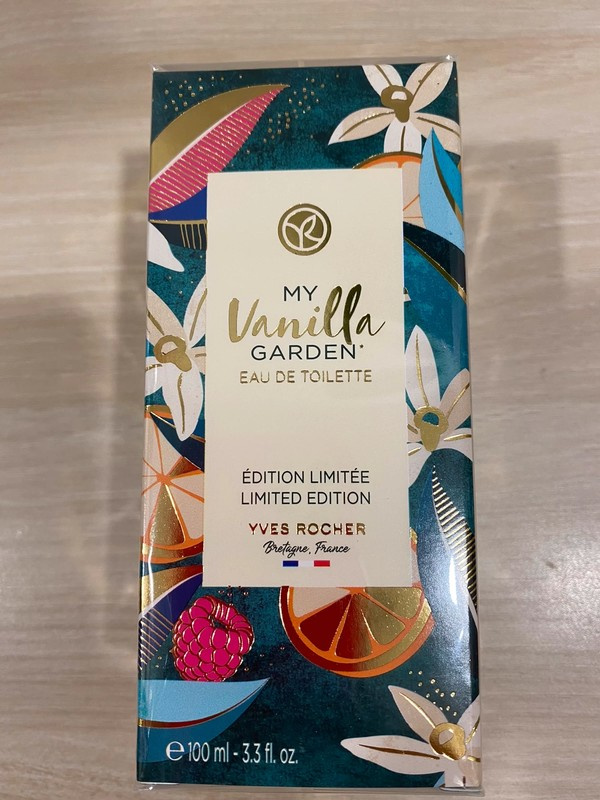 MY
Vanilla
GARDEN*
EAU DE TOILETTE
ÉDITION LIMITÉE
LIMITED EDITION
YVES ROCHER
Bretagne, France
℮100 ml - 3.3 fl. oz.